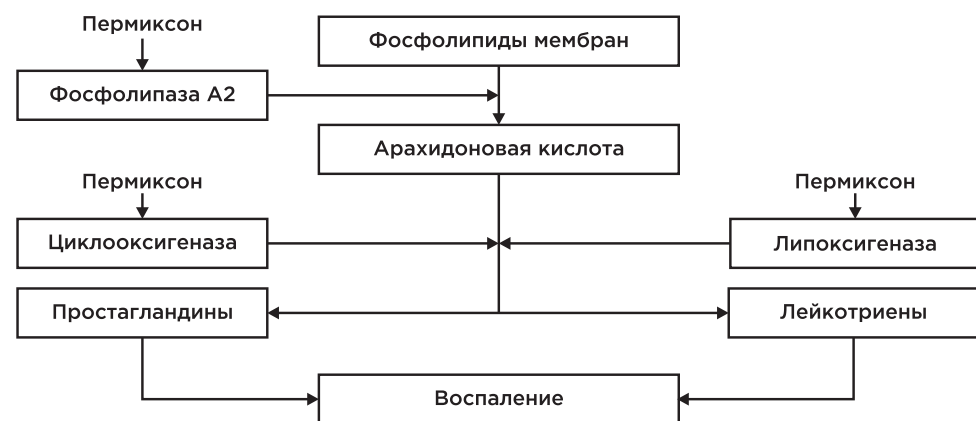 Пермиксон
Фосфолипиды мембран
Фосфолипаза А2
Арахидоновая кислота
Пермиксон
Пермиксон
Циклооксигеназа
Липоксигеназа
Простагландины
Лейкотриены
Воспаление